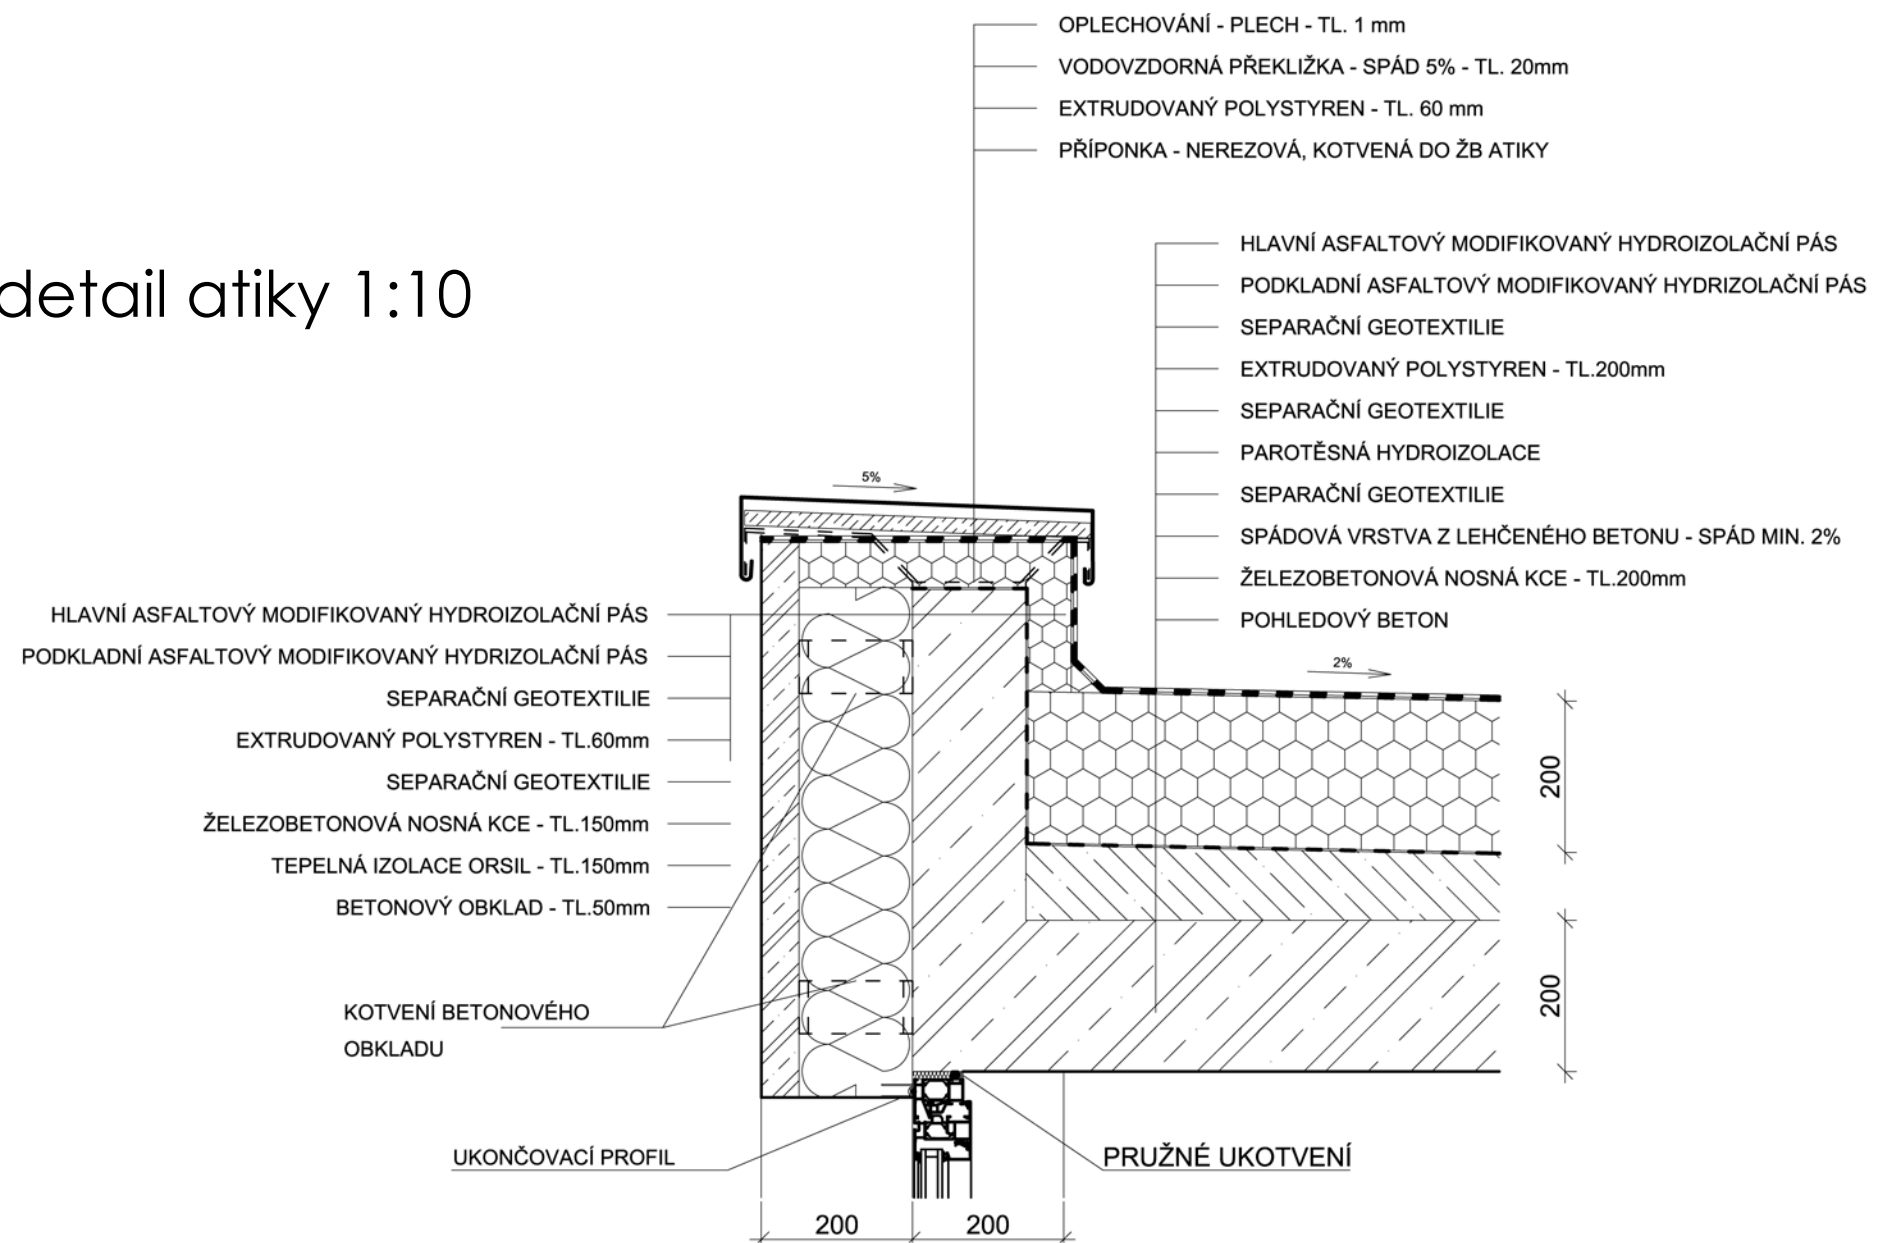 OPLECHOVÁNÍ - PLECH - TL. 1 mm
VODOVZDORNÁ PŘEKLIŽKA - SPÁD 5% - TL. 20mm
EXTRUDOVANÝ POLYSTYREN - TL. 60 mm
PŘÍPONKA - NEREZOVÁ, KOTVENÁ DO ŽB ATIKY
detail atiky 1:10
HLAVNÍ ASFALTOVÝ MODIFIKOVANÝ HYDROIZOLAČNÍ PÁS
PODKLADNÍ ASFALTOVÝ MODIFIKOVANÝ HYDRIZOLAČNÍ PÁS
SEPARAČNÍ GEOTEXTILIE
EXTRUDOVANÝ POLYSTYREN - TL.200mm
SEPARAČNÍ GEOTEXTILIE
PAROTĚSNÁ HYDROIZOLACE
SEPARAČNÍ GEOTEXTILIE
SPÁDOVÁ VRSTVA Z LEHČENÉHO BETONU - SPÁD MIN. 2%
ŽELEZOBETONOVÁ NOSNÁ KCE - TL.200mm
POHLEDOVÝ BETON
5%
2%
HLAVNÍ ASFALTOVÝ MODIFIKOVANÝ HYDROIZOLAČNÍ PÁS
PODKLADNÍ ASFALTOVÝ MODIFIKOVANÝ HYDRIZOLAČNÍ PÁS
SEPARAČNÍ GEOTEXTILIE
EXTRUDOVANÝ POLYSTYREN - TL.60mm
SEPARAČNÍ GEOTEXTILIE
ŽELEZOBETONOVÁ NOSNÁ KCE - TL.150mm
TEPELNÁ IZOLACE ORSIL - TL.150mm
BETONOVÝ OBKLAD - TL.50mm
KOTVENÍ BETONOVÉHO
OBKLADU
200
200
UKONČOVACÍ PROFIL
PRUŽNÉ UKOTVENÍ
200
200